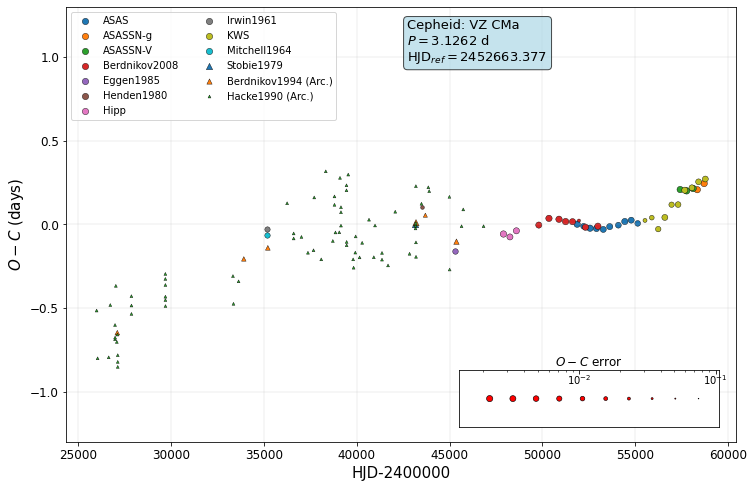 ASAS
ASASSN-g
ASASSN-V
Berdnikov2008
Eggen1985
Henden1980
Hipp
Irwin1961
KWS
Mitchell1964
Stobie1979
Berdnikov1994 (Arc.)
Hacke1990 (Arc.)
Cepheid: VZ CMa
P = 3.1262 d
HJD_ref = 2452663.377
1.0
0.5
0.0
−0.5
−1.0
O − C (days)
O − C error
10⁻²
10⁻¹
25000
30000
35000
40000
45000
50000
55000
60000
HJD-2400000